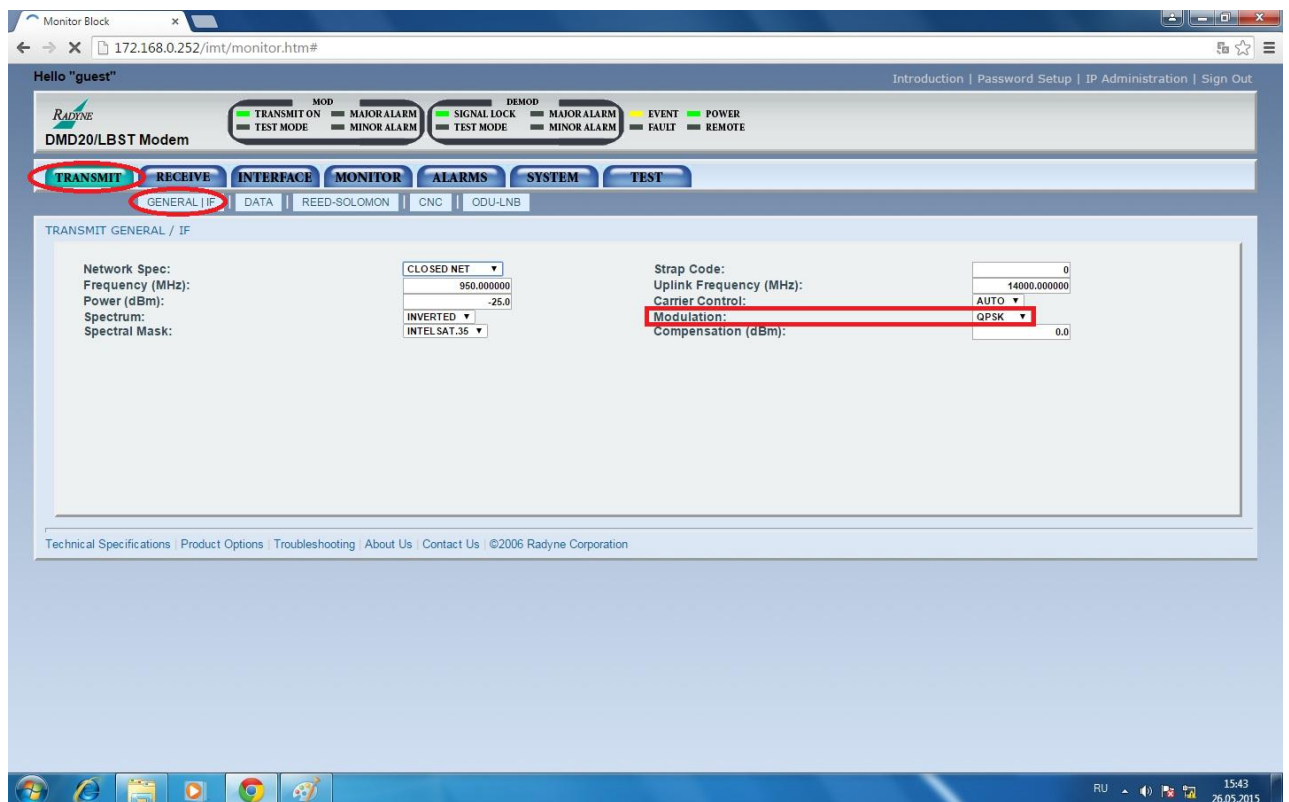 Monitor Block
172.168.0.252/imt/monitor.htm#
Hello "guest"
Introduction | Password Setup | IP Administration | Sign Out
RADYNE
DMD20/LBST Modem
MOD
TRANSMIT ON MAJOR ALARM
TEST MODE MINOR ALARM
DEMOD
SIGNAL LOCK MAJOR ALARM
TEST MODE MINOR ALARM
EVENT POWER
FAULT REMOTE
TRANSMIT RECEIVE INTERFACE MONITOR ALARMS SYSTEM TEST
GENERAL | IF DATA REED-SOLOMON CNC ODU-LNB
TRANSMIT GENERAL / IF
Network Spec: CLOSED NET
Frequency (MHz): 950.000000
Power (dBm): -25.0
Spectrum: INVERTED
Spectral Mask: INTELSAT.35
Strap Code: 0
Uplink Frequency (MHz): 14000.000000
Carrier Control: AUTO
Modulation: QPSK
Compensation (dBm): 0.0
Technical Specifications | Product Options | Troubleshooting | About Us | Contact Us | ©2006 Radyne Corporation
RU 15:43
26.05.2015